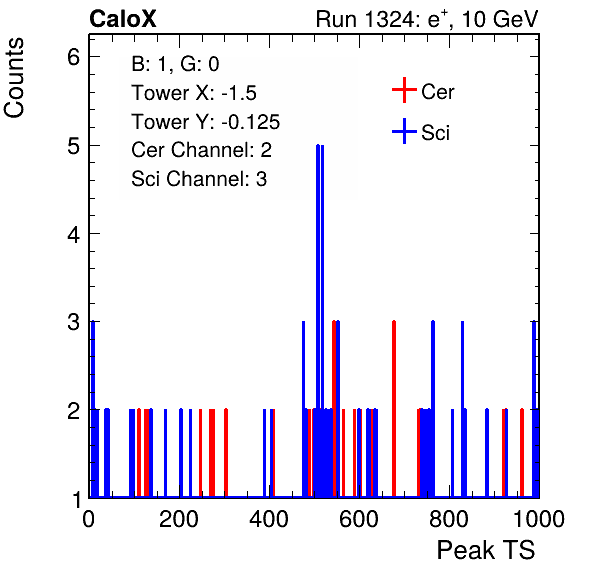 CaloX Run 1324: e⁺, 10 GeV
Counts
B: 1, G: 0
Tower X: -1.5
Tower Y: -0.125
Cer Channel: 2
Sci Channel: 3
Cer
Sci
6
5
4
3
2
1
0 200 400 600 800 1000
Peak TS